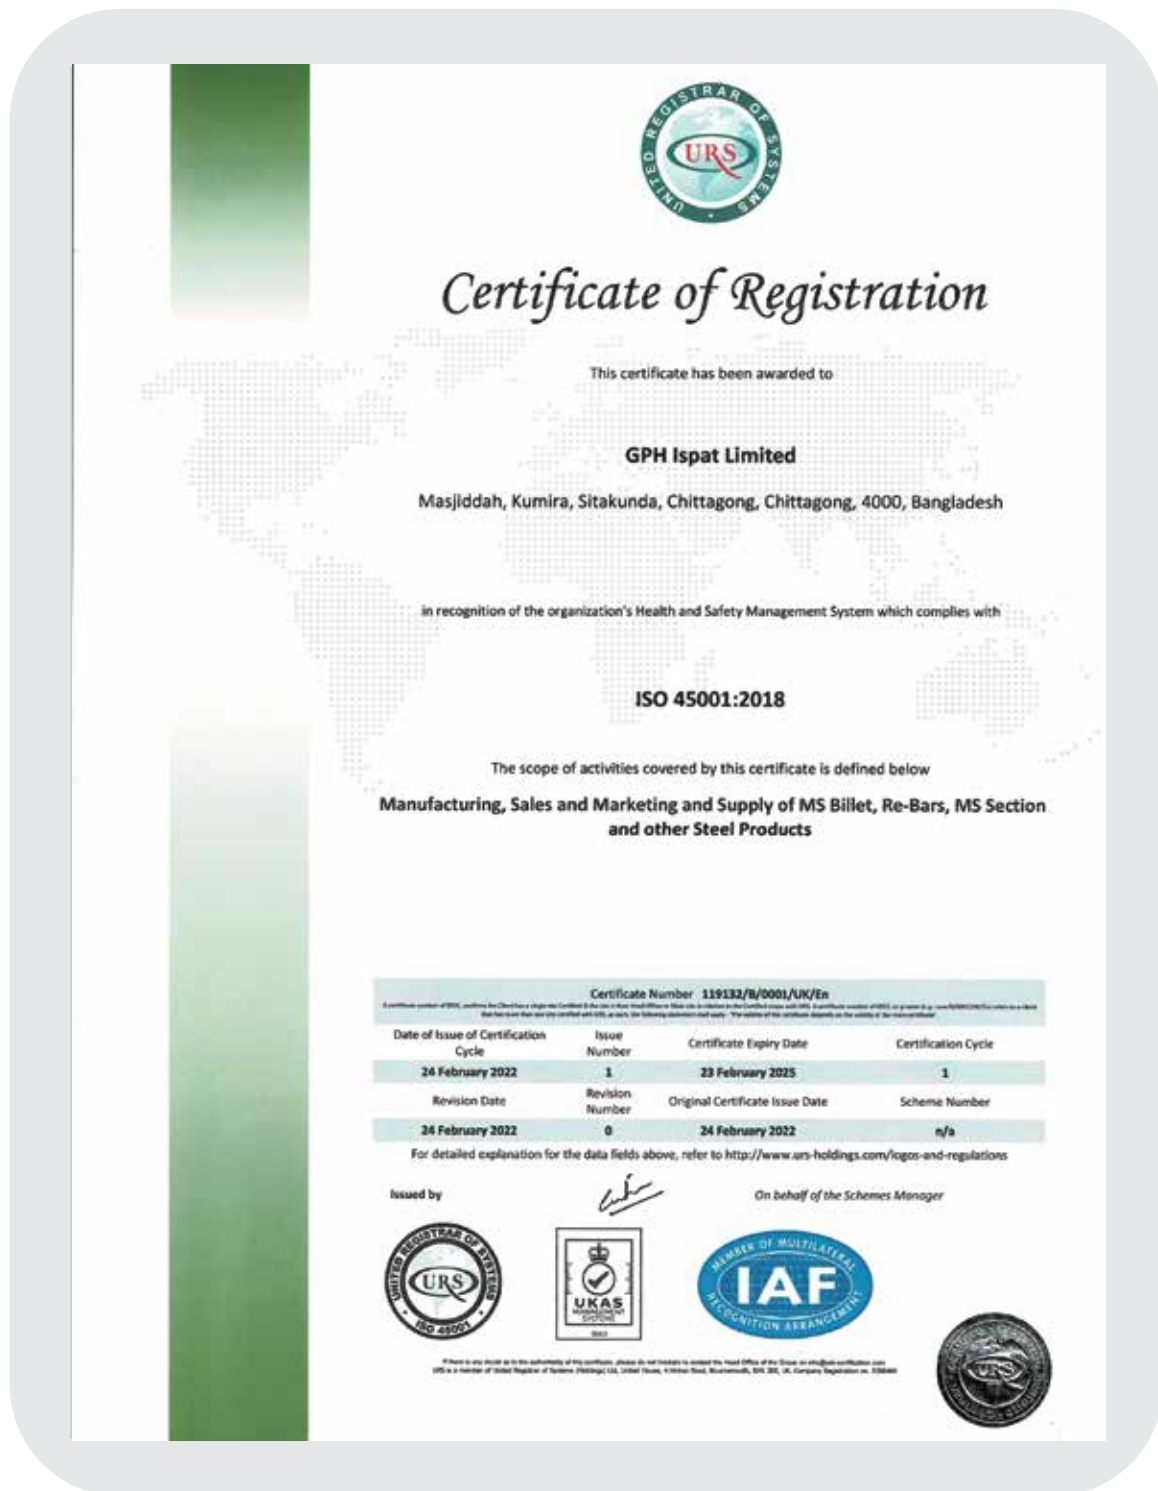 UNITED REGISTRAR OF SYSTEMS
URS
Certificate of Registration
This certificate has been awarded to
GPH Ispat Limited
Masjiddah, Kumira, Sitakunda, Chittagong, Chittagong, 4000, Bangladesh
in recognition of the organization's Health and Safety Management System which complies with
ISO 45001:2018
The scope of activities covered by this certificate is defined below
Manufacturing, Sales and Marketing and Supply of MS Billet, Re-Bars, MS Section
and other Steel Products
Certificate Number 119132/B/0001/UK/En
Date of Issue of Certification Cycle
Issue Number
Certificate Expiry Date
Certification Cycle
24 February 2022 1 23 February 2025 1
Revision Date
Revision Number
Original Certificate Issue Date
Scheme Number
24 February 2022 0 24 February 2022 n/a
For detailed explanation for the data fields above, refer to http://www.urs-holdings.com/logos-and-regulations
Issued by
On behalf of the Schemes Manager
UNITED REGISTRAR OF SYSTEMS
URS
ISO 45001
UKAS
MANAGEMENT
SYSTEMS
MEMBER OF MULTILATERAL
IAF
RECOGNITION ARRANGEMENT
URS